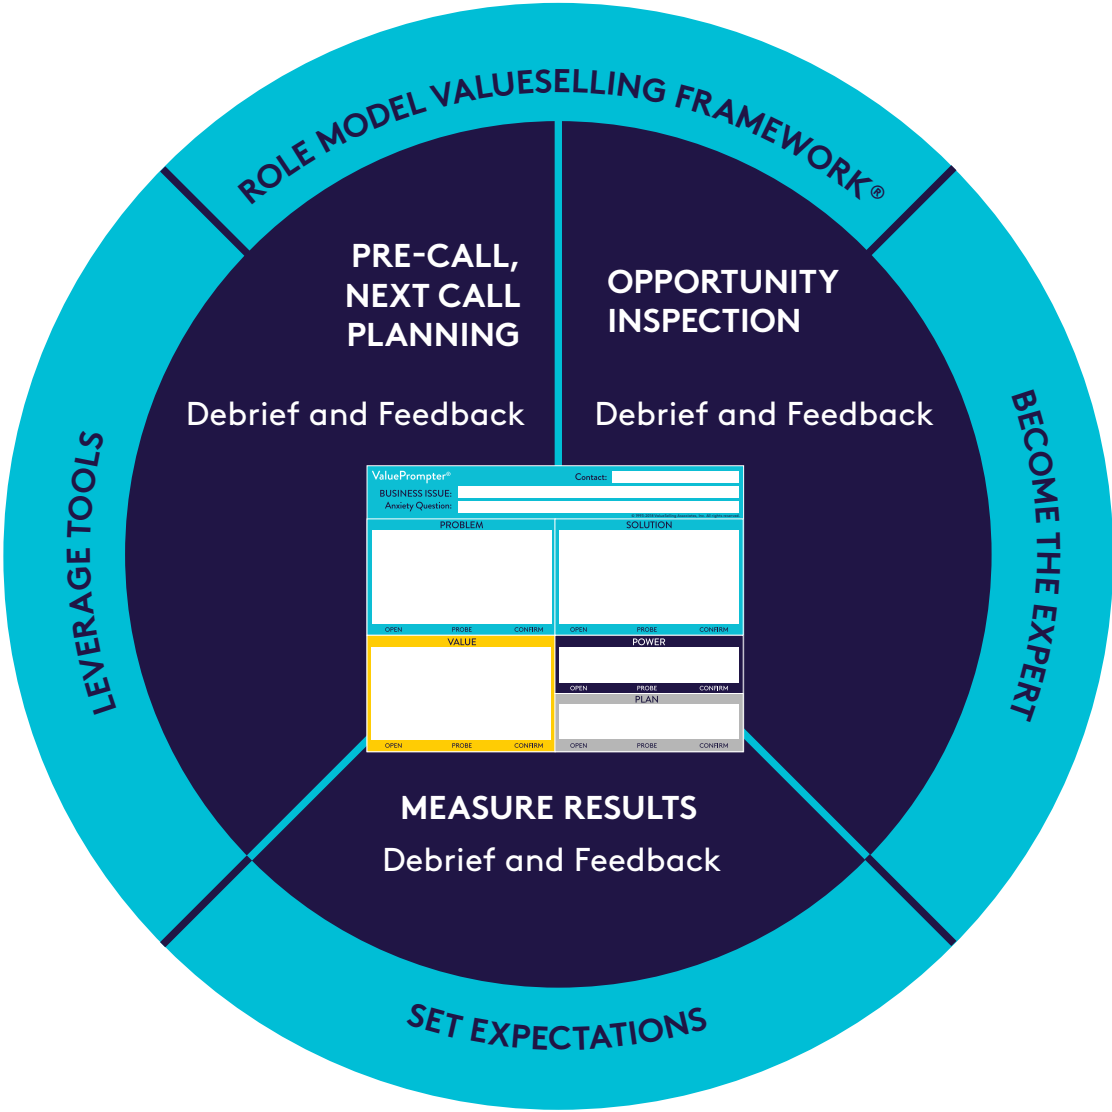 ROLE MODEL VALUESELLING FRAMEWORK®
PRE-CALL,
NEXT CALL
PLANNING
Debrief and Feedback
OPPORTUNITY
INSPECTION
Debrief and Feedback
LEVERAGE TOOLS
BECOME THE EXPERT
ValuePrompter®
Contact:
BUSINESS ISSUE:
Anxiety Question:
PROBLEM
OPEN PROBE CONFIRM
SOLUTION
OPEN PROBE CONFIRM
VALUE
OPEN PROBE CONFIRM
POWER
OPEN PROBE CONFIRM
PLAN
OPEN PROBE CONFIRM
MEASURE RESULTS
Debrief and Feedback
SET EXPECTATIONS